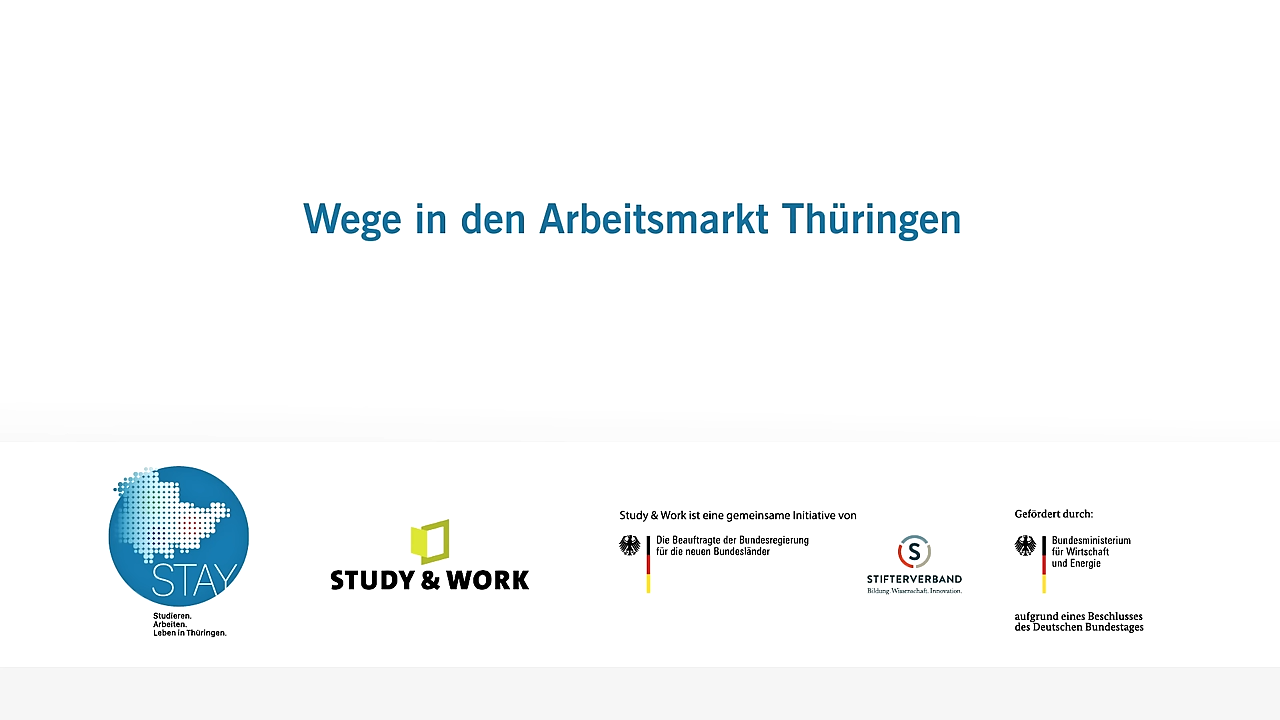 Wege in den Arbeitsmarkt Thüringen
STAY
Studieren.
Arbeiten.
Leben in Thüringen.
STUDY & WORK
Study & Work ist eine gemeinsame Initiative von
Die Beauftragte der Bundesregierung
für die neuen Bundesländer
S
STIFTERVERBAND
Bildung. Wissenschaft. Innovation.
Gefördert durch:
Bundesministerium
für Wirtschaft
und Energie
aufgrund eines Beschlusses
des Deutschen Bundestages